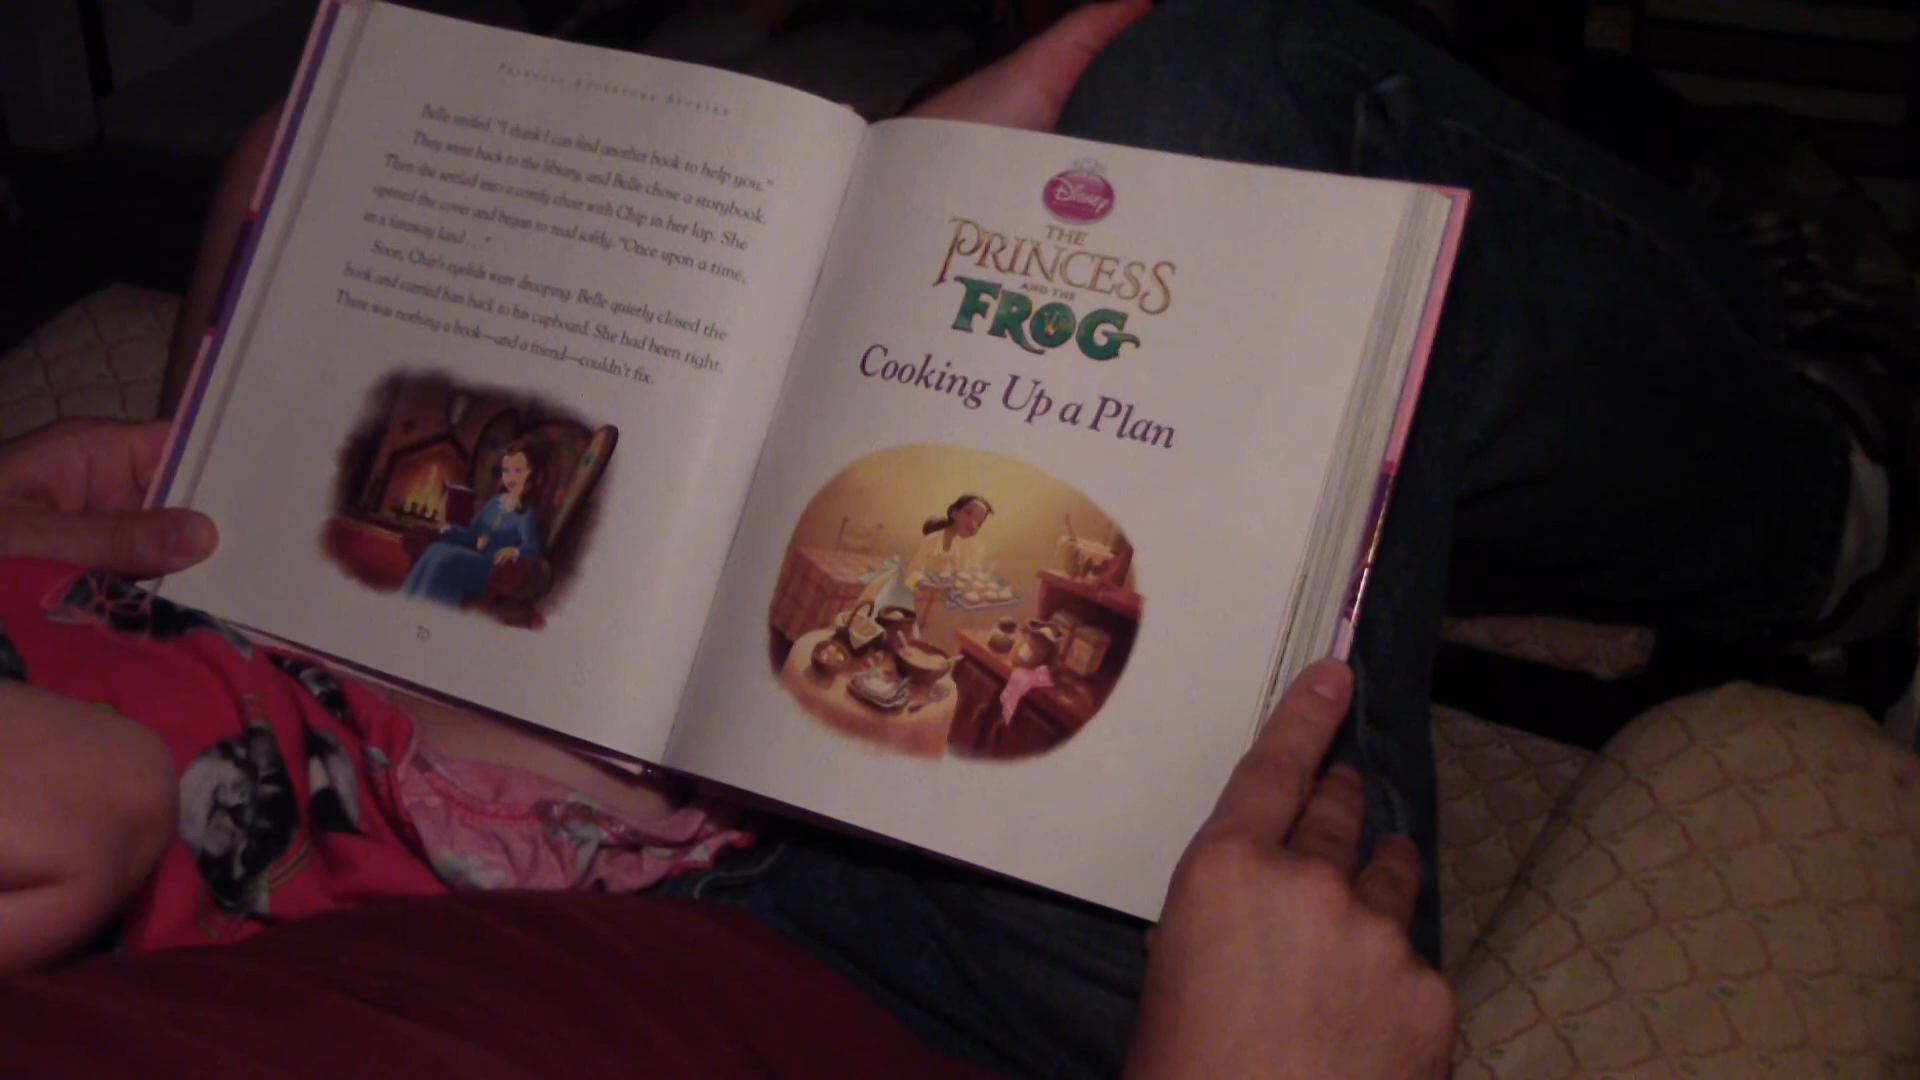 PRINCESS ADVENTURE STORIES
Belle smiled. "I think I can find another book to help you."
They went back to the library, and Belle chose a storybook.
Then she settled into a comfy chair with Chip in her lap. She
opened the cover and began to read softly. "Once upon a time,
in a faraway land . . ."
Soon, Chip's eyelids were drooping. Belle quietly closed the
book and carried him back to his cupboard. She had been right.
There was nothing a book—and a friend—couldn't fix.
70
Disney
THE
PRINCESS
AND THE
FROG
Cooking Up a Plan